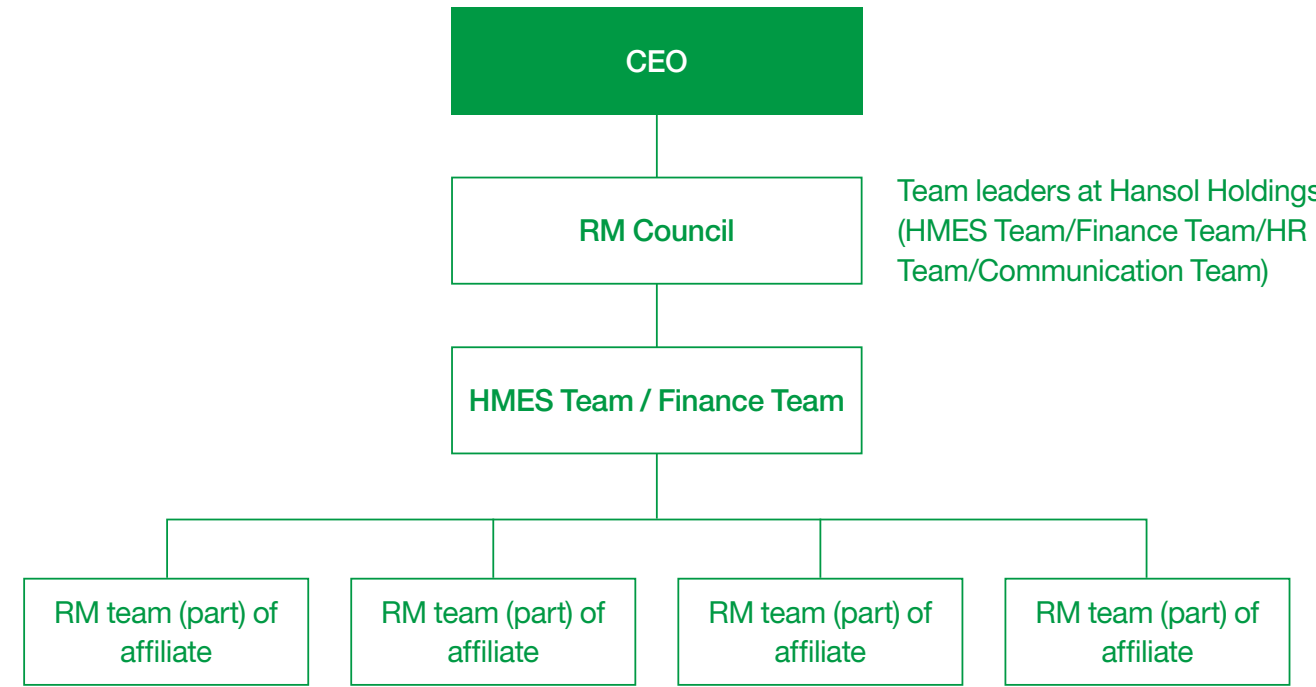 CEO
RM Council
Team leaders at Hansol Holdings
(HMES Team/Finance Team/HR
Team/Communication Team)
HMES Team / Finance Team
RM team (part) of
affiliate
RM team (part) of
affiliate
RM team (part) of
affiliate
RM team (part) of
affiliate